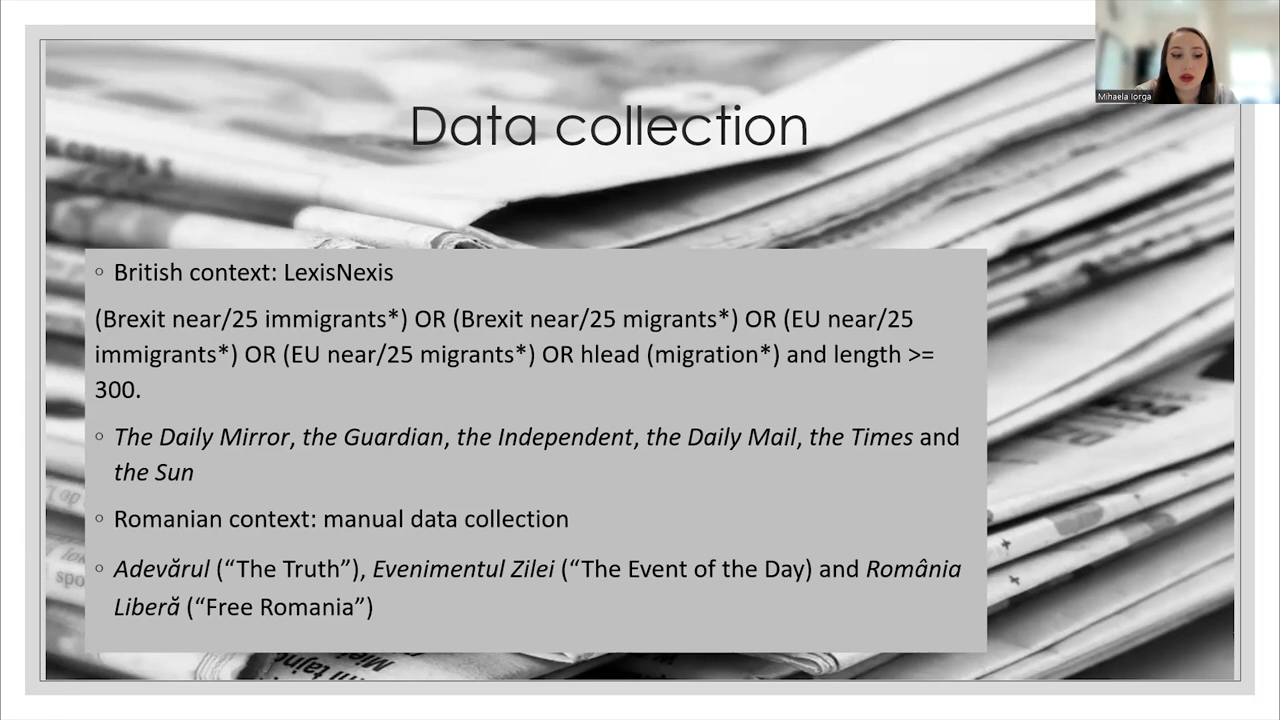 Mihaela Iorga
Data collection
◦ British context: LexisNexis
(Brexit near/25 immigrants*) OR (Brexit near/25 migrants*) OR (EU near/25
immigrants*) OR (EU near/25 migrants*) OR hlead (migration*) and length >=
300.
◦ The Daily Mirror, the Guardian, the Independent, the Daily Mail, the Times and
the Sun
◦ Romanian context: manual data collection
◦ Adevărul (“The Truth”), Evenimentul Zilei (“The Event of the Day) and România
Liberă (“Free Romania”)